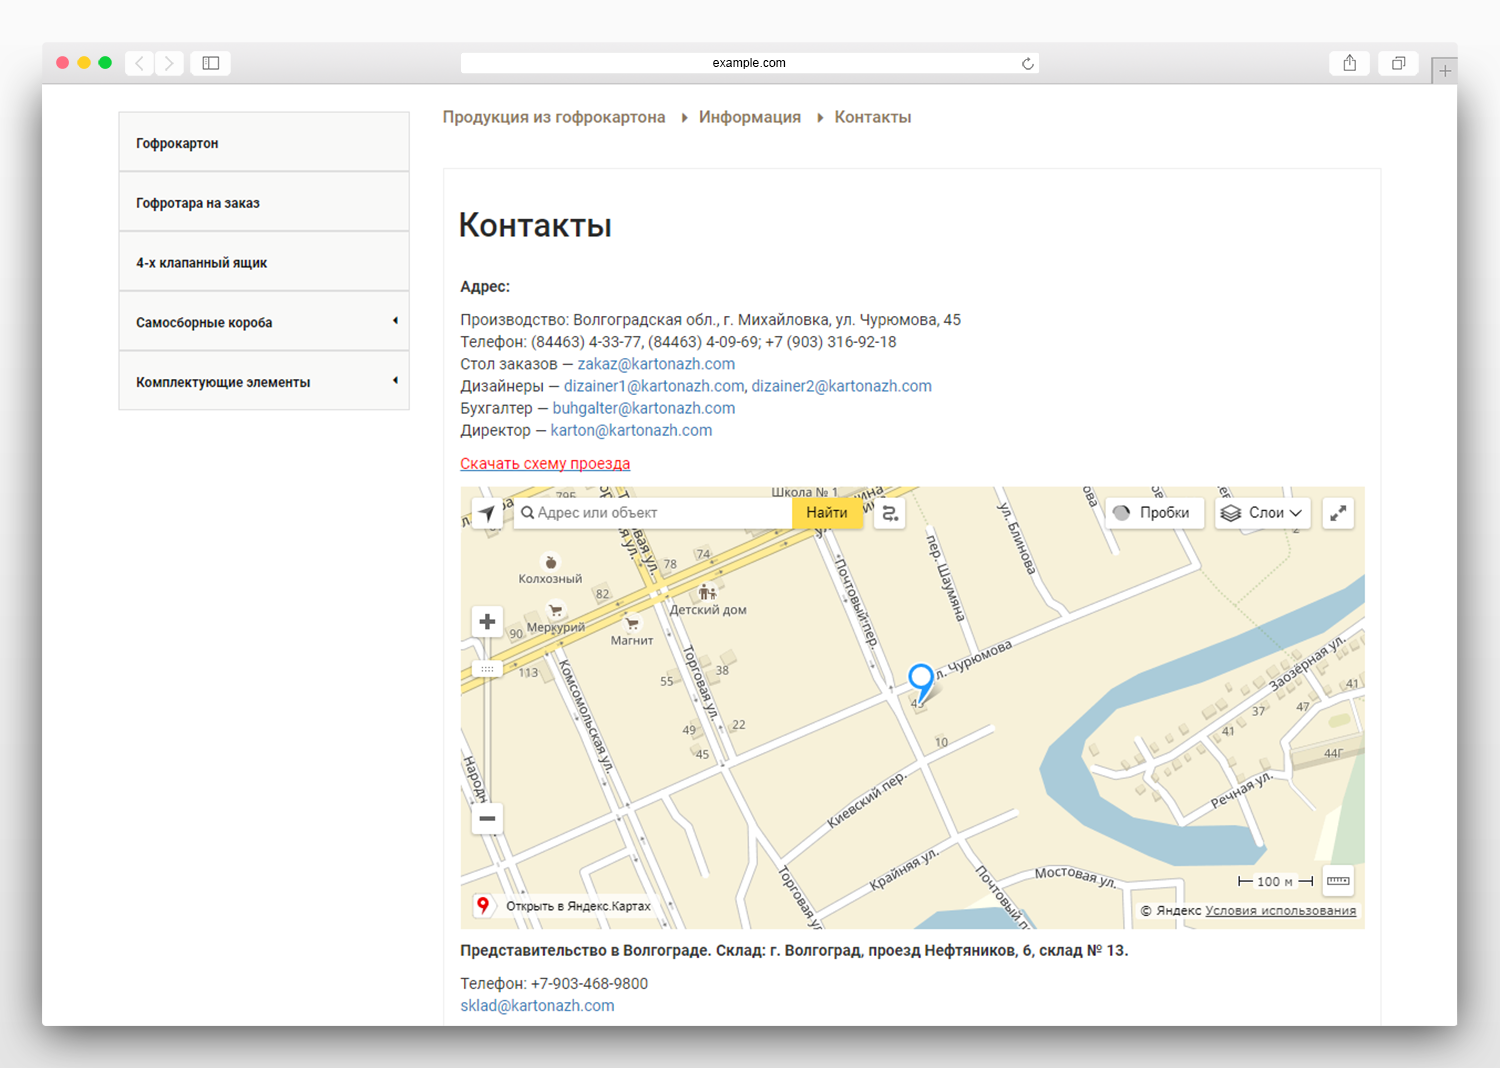 example.com
Гофрокартон
Гофротара на заказ
4-х клапанный ящик
Самосборные короба
Комплектующие элементы
Продукция из гофрокартона
Информация
Контакты
Контакты
Адрес:
Производство: Волгоградская обл., г. Михайловка, ул. Чурюмова, 45
Телефон: (84463) 4-33-77, (84463) 4-09-69; +7 (903) 316-92-18
Стол заказов — zakaz@kartonazh.com
Дизайнеры — dizainer1@kartonazh.com, dizainer2@kartonazh.com
Бухгалтер — buhgalter@kartonazh.com
Директор — karton@kartonazh.com
Скачать схему проезда
Школа № 1
Адрес или объект
Найти
Пробки
Слои
Колхозный
82
78
74
Детский дом
90
Меркурий
Магнит
113
55
38
49
22
45
Комсомольская ул.
Торговая ул.
Почтовый пер.
пер. Шаумяна
ул. Блинова
л. Чурюмова
10
Киевский пер.
Крайняя ул.
Торговая ул.
Мостовая ул.
Заозёрная ул.
Речная ул.
41
47
37
41
44Г
100 м
Открыть в Яндекс.Картах
© Яндекс Условия использования
Представительство в Волгограде. Склад: г. Волгоград, проезд Нефтяников, 6, склад № 13.
Телефон: +7-903-468-9800
sklad@kartonazh.com